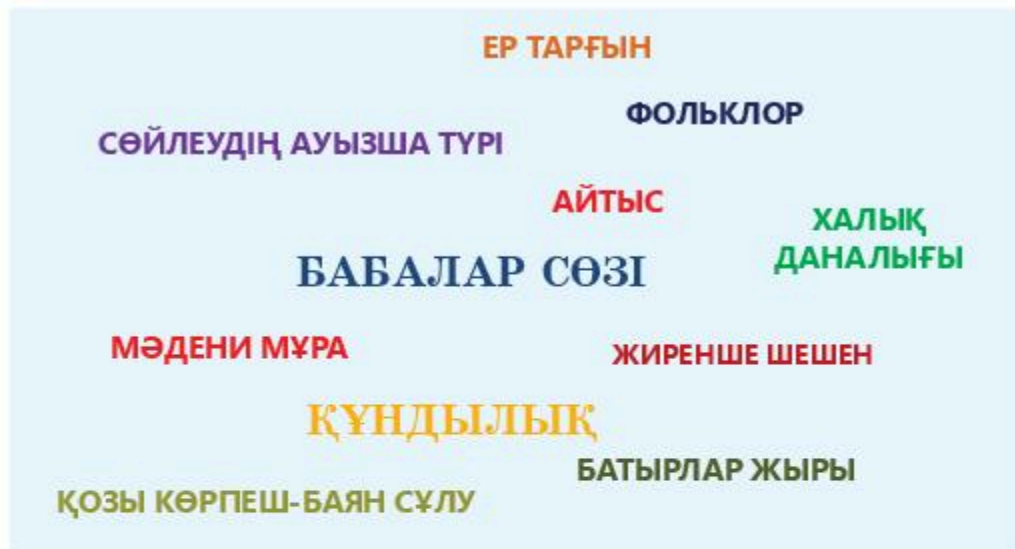 ЕР ТАРҒЫН
ФОЛЬКЛОР
СӨЙЛЕУДІҢ АУЫЗША ТҮРІ
АЙТЫС
ХАЛЫҚ
ДАНАЛЫҒЫ
БАБАЛАР СӨЗІ
МӘДЕНИ МҰРА
ЖИРЕНШЕ ШЕШЕН
ҚҰНДЫЛЫҚ
БАТЫРЛАР ЖЫРЫ
ҚОЗЫ КӨРПЕШ-БАЯН СҰЛУ